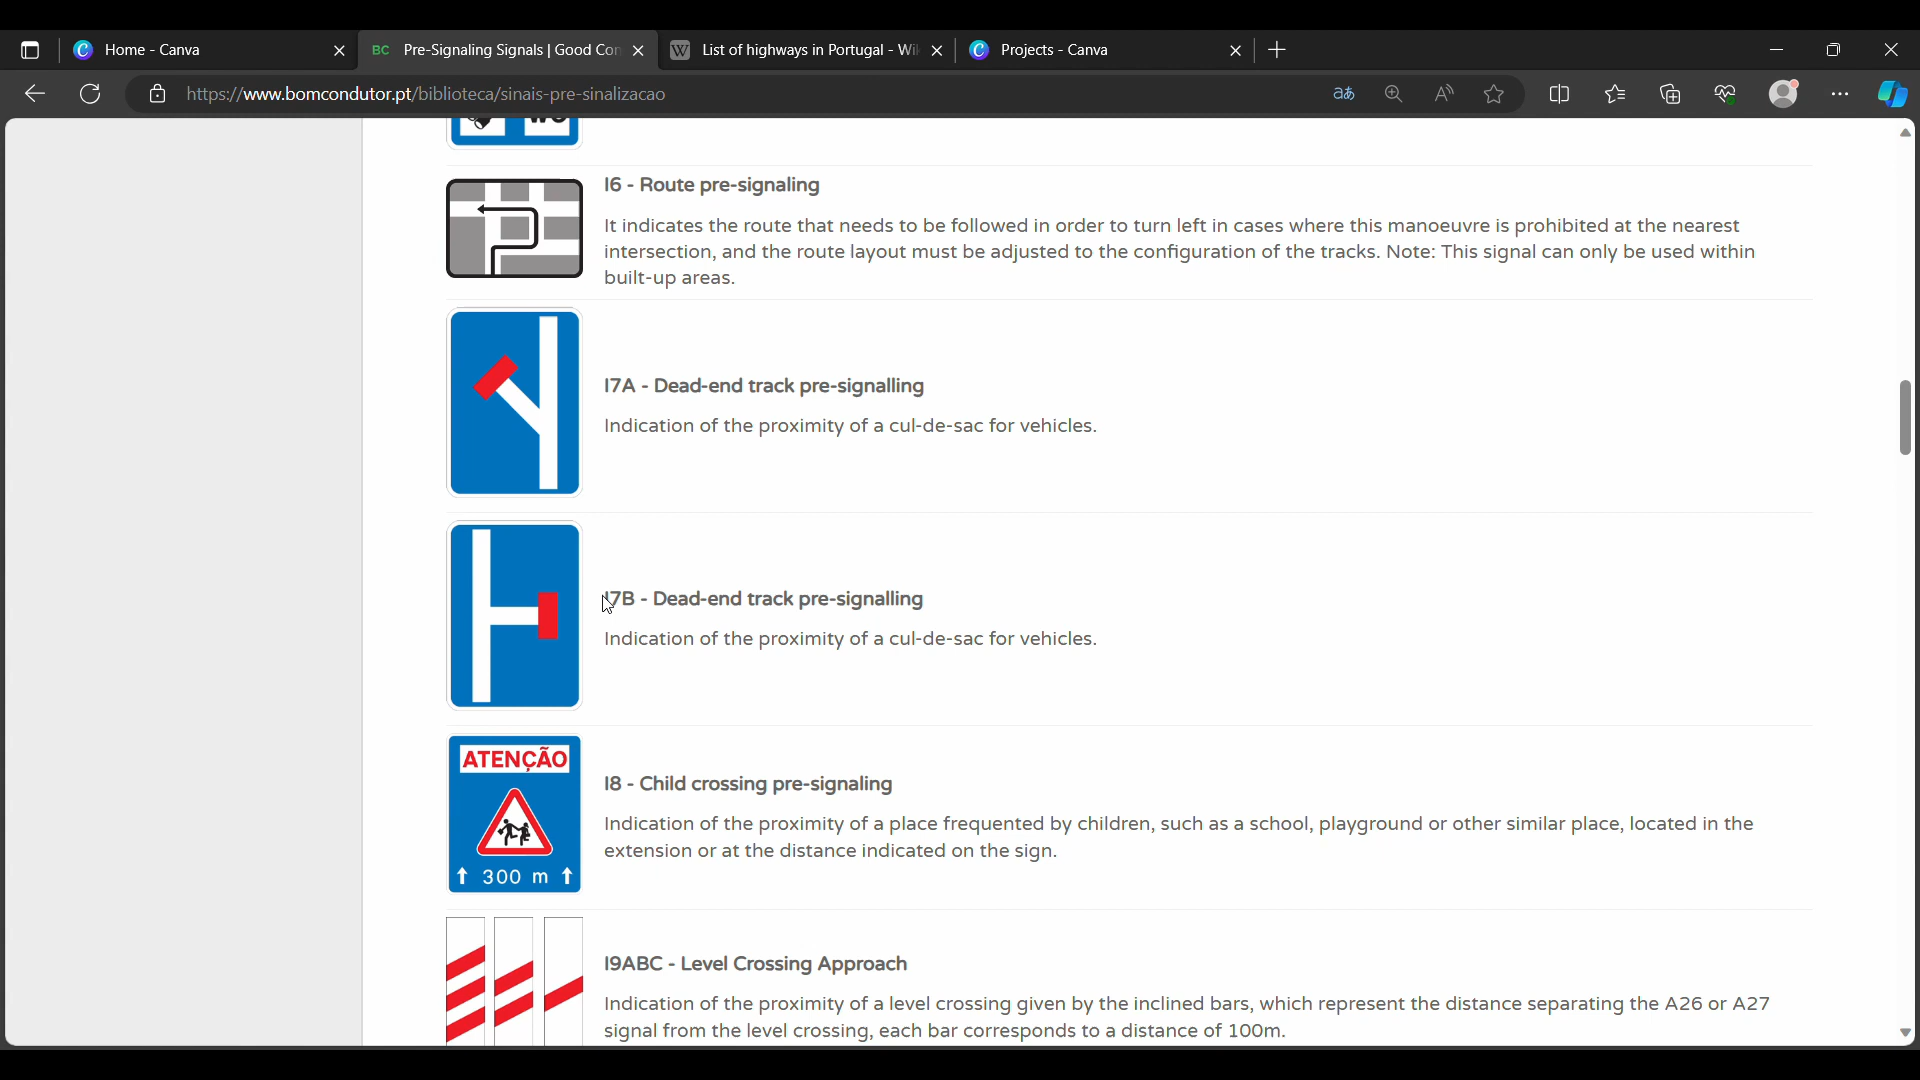 Home - Canva
BC Pre-Signaling Signals | Good Con
W List of highways in Portugal - Wik
Projects - Canva
https://www.bomcondutor.pt/biblioteca/sinais-pre-sinalizacao
I6 - Route pre-signaling
It indicates the route that needs to be followed in order to turn left in cases where this manoeuvre is prohibited at the nearest
intersection, and the route layout must be adjusted to the configuration of the tracks. Note: This signal can only be used within
built-up areas.
I7A - Dead-end track pre-signalling
Indication of the proximity of a cul-de-sac for vehicles.
I7B - Dead-end track pre-signalling
Indication of the proximity of a cul-de-sac for vehicles.
ATENÇÃO
300 m
I8 - Child crossing pre-signaling
Indication of the proximity of a place frequented by children, such as a school, playground or other similar place, located in the
extension or at the distance indicated on the sign.
I9ABC - Level Crossing Approach
Indication of the proximity of a level crossing given by the inclined bars, which represent the distance separating the A26 or A27
signal from the level crossing, each bar corresponds to a distance of 100m.